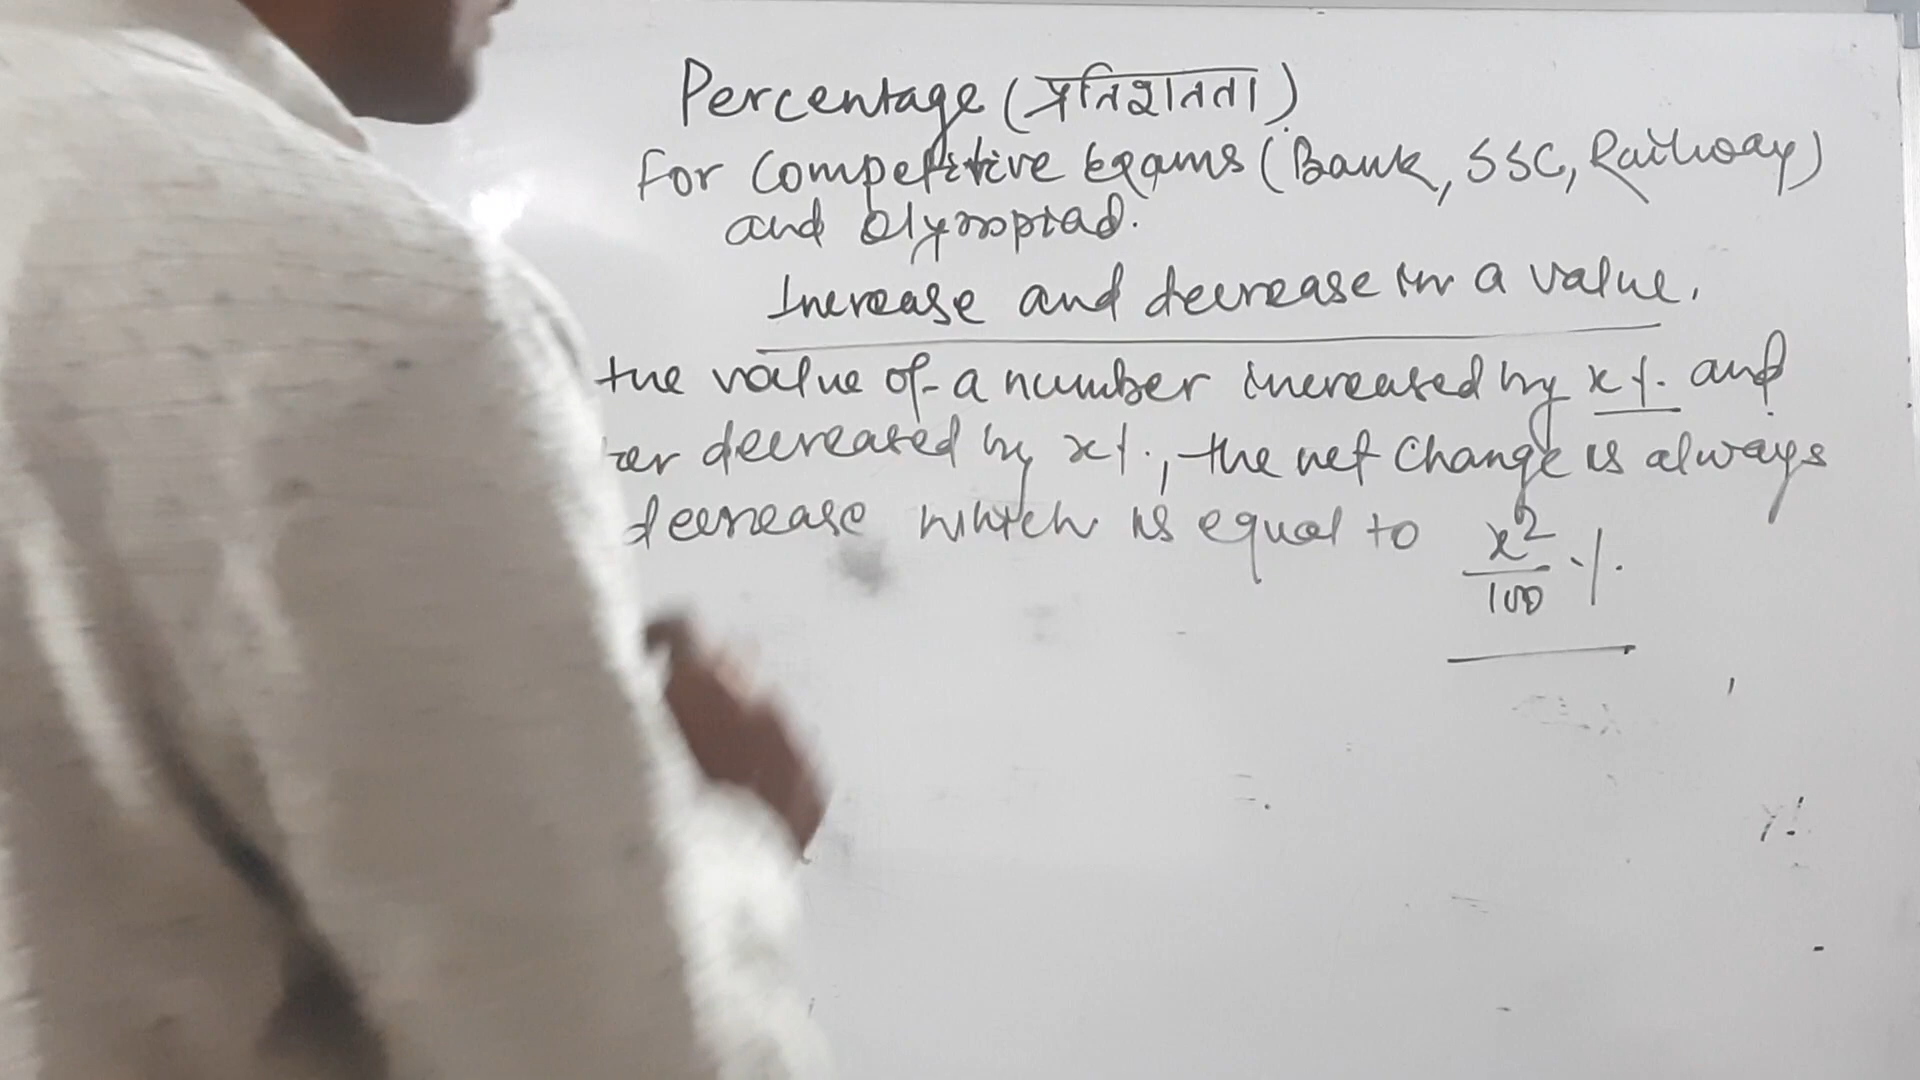 Percentage (प्रतिशतता)
For Competitive Exams (Bank, SSC, Railway)
and Olympiad.
Increase and decrease in a value.
the value of a number increased by x%. and
decreased by x%., the net change is always
decrease which is equal to x²/100 %.